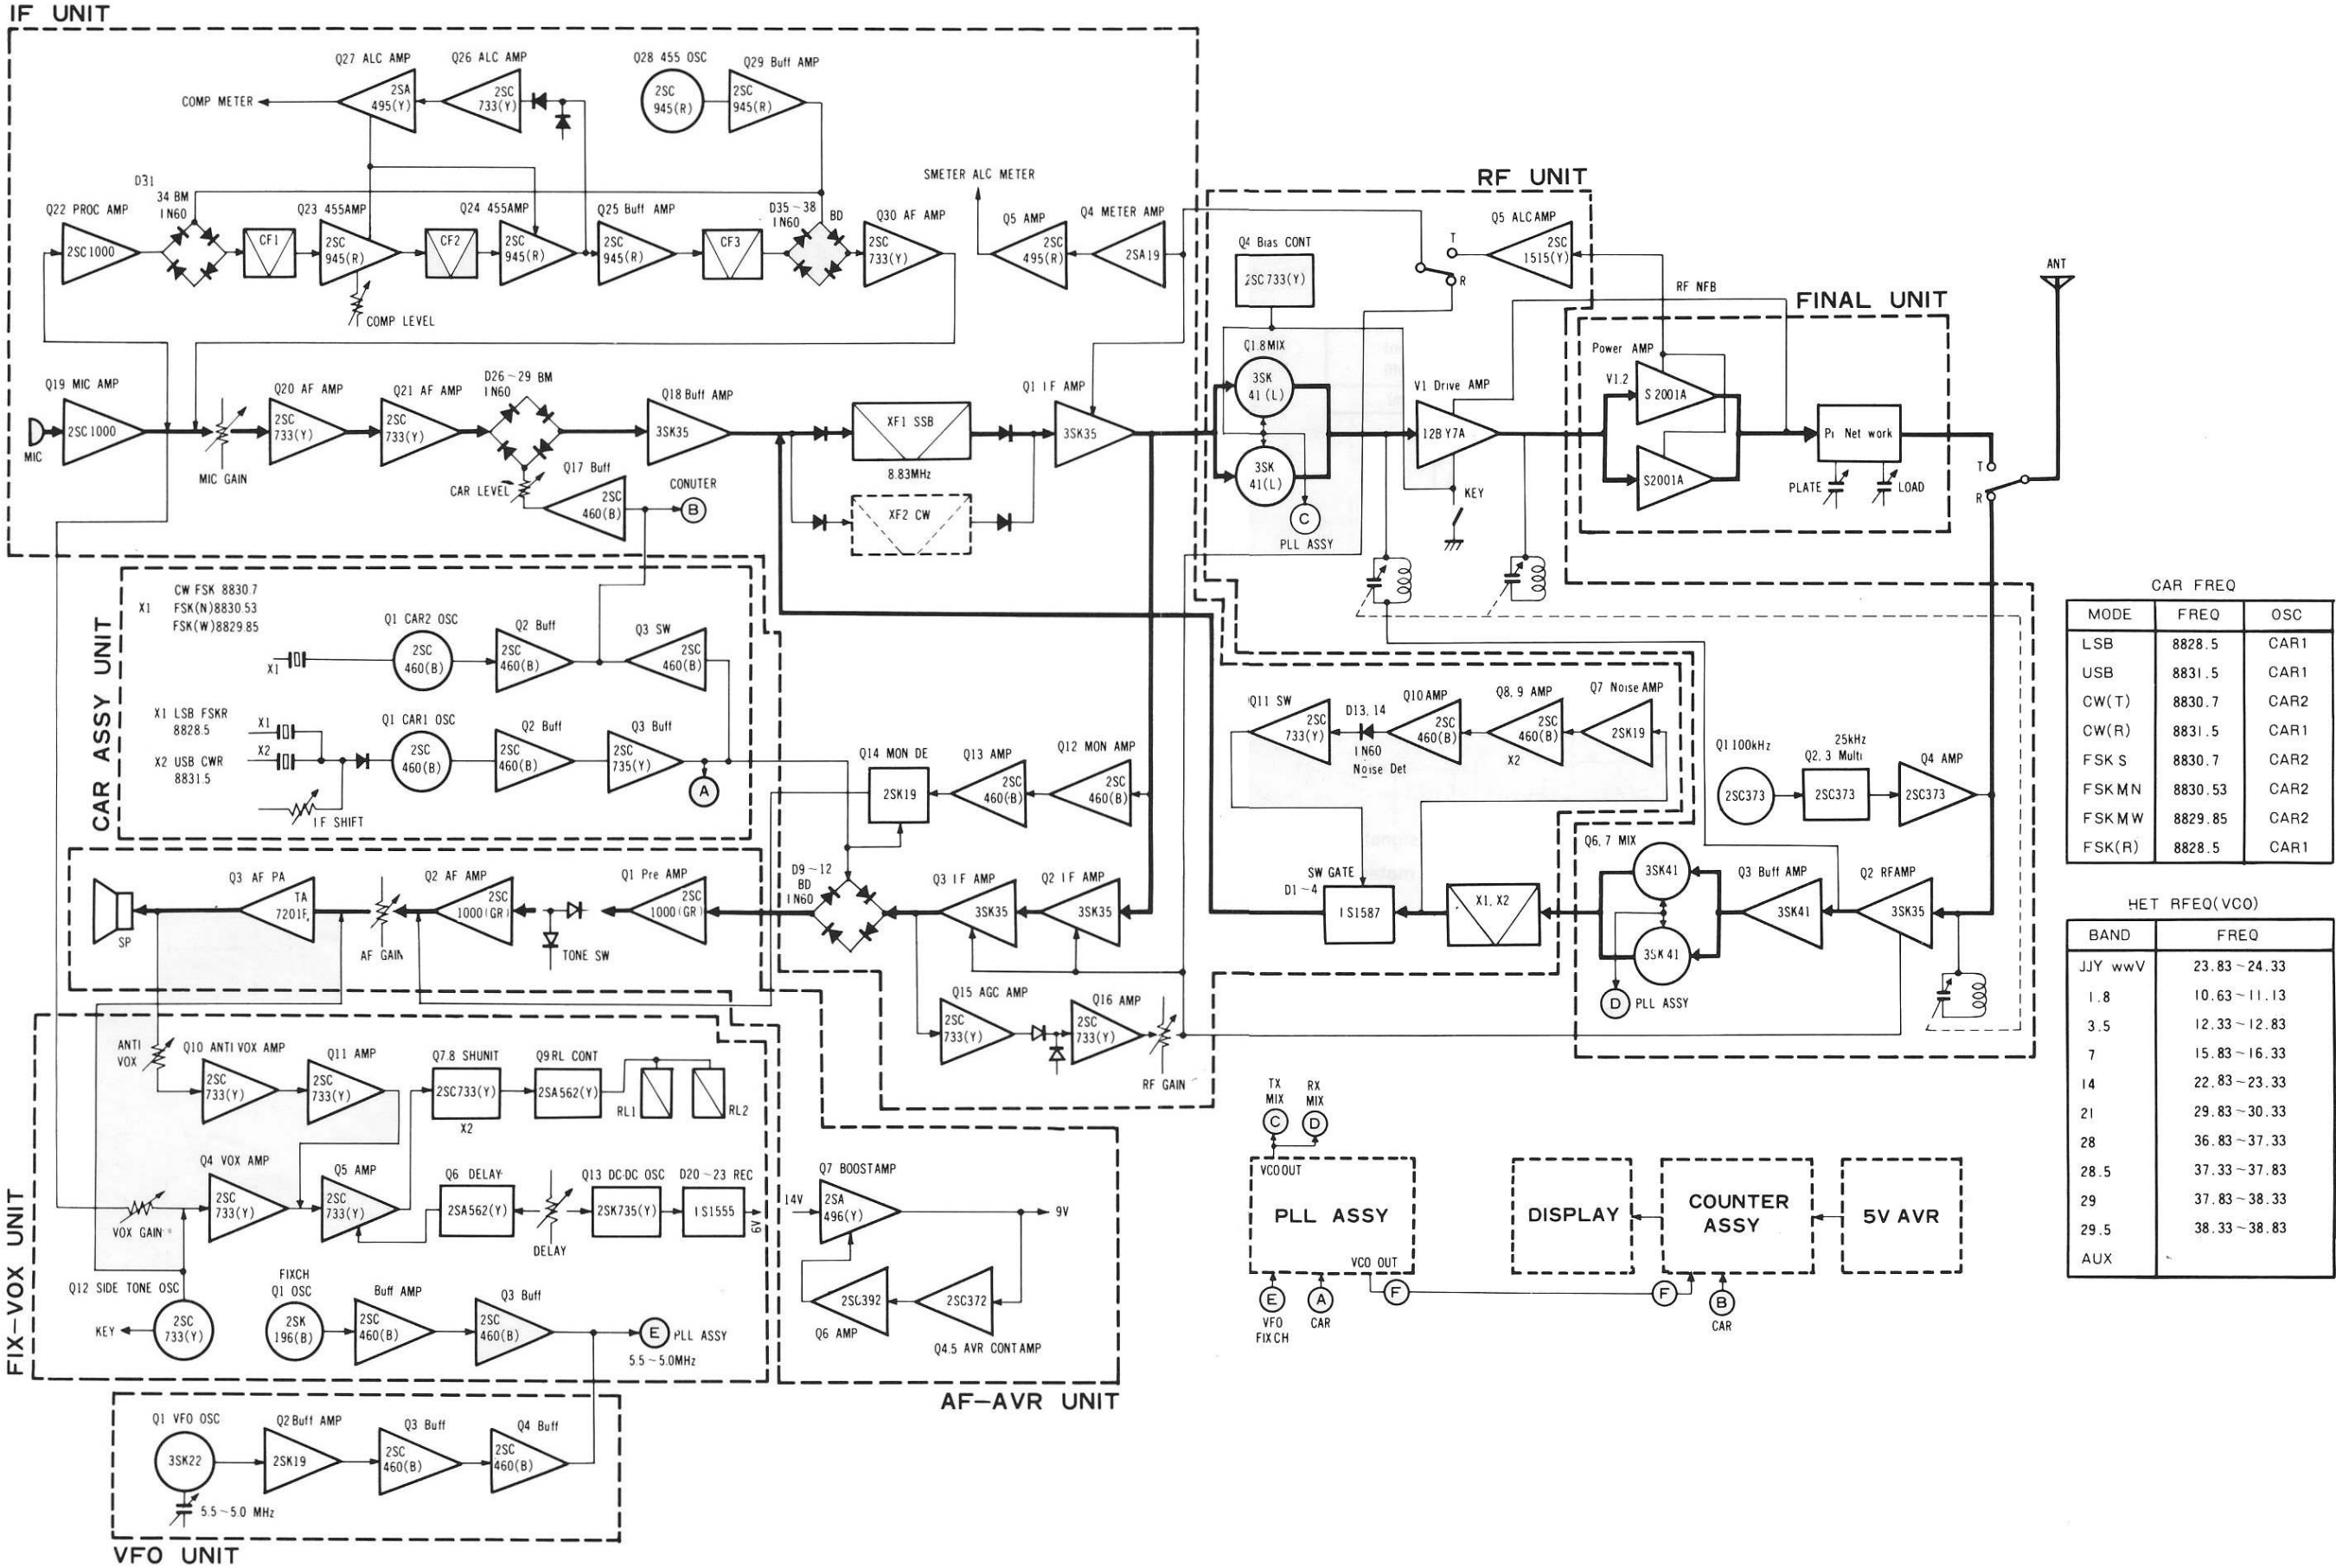 IF UNIT
Q27 ALC AMP
Q26 ALC AMP
Q28 455 OSC
Q29 Buff AMP
COMP METER
2SA
495(Y)
2SC
733(Y)
2SC
945(R)
2SC
945(R)
D31
34 BM
1N60
Q22 PROC AMP
Q23 455AMP
Q24 455AMP
Q25 Buff AMP
D35~38
1N60
BD
Q30 AF AMP
2SC1000
CF1
2SC
945(R)
CF2
2SC
945(R)
2SC
945(R)
CF3
2SC
733(Y)
COMP LEVEL
SMETER ALC METER
Q5 AMP
Q4 METER AMP
2SC
495(R)
2SA19
RF UNIT
Q4 Bias CONT
2SC733(Y)
T
R
Q5 ALCAMP
2SC
1515(Y)
RF NFB
FINAL UNIT
ANT
Q19 MIC AMP
Q20 AF AMP
Q21 AF AMP
D26~29 BM
1N60
Q18 Buff AMP
Q1 IF AMP
Q1.8MIX
V1 Drive AMP
Power AMP
V1.2
MIC
2SC1000
MIC GAIN
2SC
733(Y)
2SC
733(Y)
3SK35
XF1 SSB
8.83MHz
XF2 CW
3SK35
3SK
41(L)
3SK
41(L)
12BY7A
S2001A
S2001A
Pi Net work
PLATE
LOAD
T
R
CAR LEVEL
Q17 Buff
2SC
460(B)
CONUTER
B
C
PLL ASSY
KEY
CAR ASSY UNIT
CW FSK 8830.7
X1 FSK(N)8830.53
FSK(W)8829.85
X1
Q1 CAR2 OSC
2SC
460(B)
Q2 Buff
2SC
460(B)
Q3 SW
2SC
460(B)
X1 LSB FSKR
8828.5
X2 USB CWR
8831.5
X1
X2
Q1 CAR1 OSC
2SC
460(B)
Q2 Buff
2SC
460(B)
Q3 Buff
2SC
735(Y)
A
IF SHIFT
Q14 MON DE
2SK19
Q13 AMP
2SC
460(B)
Q12 MON AMP
2SC
460(B)
Q11 SW
2SC
733(Y)
D13.14
1N60
Noise Det
Q10AMP
2SC
460(B)
Q8.9 AMP
2SC
460(B)
X2
Q7 Noise AMP
2SK19
Q1 100kHz
2SC373
25kHz
Q2.3 Multi
2SC373
Q4 AMP
2SC373
Q3 AF PA
TA
7201P
SP
AF GAIN
Q2 AF AMP
2SC
1000(GR)
TONE SW
Q1 Pre AMP
2SC
1000(GR)
D9~12
BD
1N60
Q3 IF AMP
3SK35
Q2 IF AMP
3SK35
SW GATE
D1~4
1S1587
X1.X2
Q6.7 MIX
3SK41
3SK41
D
PLL ASSY
Q3 Buff AMP
3SK41
Q2 RFAMP
3SK35
Q15 AGC AMP
2SC
733(Y)
Q16 AMP
2SC
733(Y)
RF GAIN
FIX-VOX UNIT
ANTI
VOX
Q10 ANTI VOX AMP
2SC
733(Y)
Q11 AMP
2SC
733(Y)
Q7.8 SHUNIT
2SC733(Y)
X2
Q9RL CONT
2SA562(Y)
RL1
RL2
VOX GAIN
Q4 VOX AMP
2SC
733(Y)
Q5 AMP
2SC
733(Y)
Q6 DELAY
2SA562(Y)
DELAY
Q13 DC-DC OSC
2SK735(Y)
D20~23 REC
1S1555
6V
Q12 SIDE TONE OSC
KEY
2SC
733(Y)
FIXCH
Q1 OSC
2SK
196(B)
Buff AMP
2SC
460(B)
Q3 Buff
2SC
460(B)
E
PLL ASSY
5.5~5.0MHz
Q7 BOOSTAMP
14V
2SA
496(Y)
9V
2SC392
Q6 AMP
2SC372
Q4.5 AVR CONTAMP
AF-AVR UNIT
Q1 VFO OSC
3SK22
5.5~5.0 MHz
Q2Buff AMP
2SK19
Q3 Buff
2SC
460(B)
Q4 Buff
2SC
460(B)
VFO UNIT
TX
MIX
C
RX
MIX
D
VCOOUT
PLL ASSY
VCO OUT
E
VFO
FIXCH
A
CAR
F
DISPLAY
COUNTER
ASSY
5V AVR
F
B
CAR
CAR FREQ
MODE FREQ OSC
LSB 8828.5 CAR1
USB 8831.5 CAR1
CW(T) 8830.7 CAR2
CW(R) 8831.5 CAR1
FSKS 8830.7 CAR2
FSKMN 8830.53 CAR2
FSKMW 8829.85 CAR2
FSK(R) 8828.5 CAR1
HET RFEQ(VCO)
BAND FREQ
JJY wwV 23.83~24.33
1.8 10.63~11.13
3.5 12.33~12.83
7 15.83~16.33
14 22.83~23.33
21 29.83~30.33
28 36.83~37.33
28.5 37.33~37.83
29 37.83~38.33
29.5 38.33~38.83
AUX